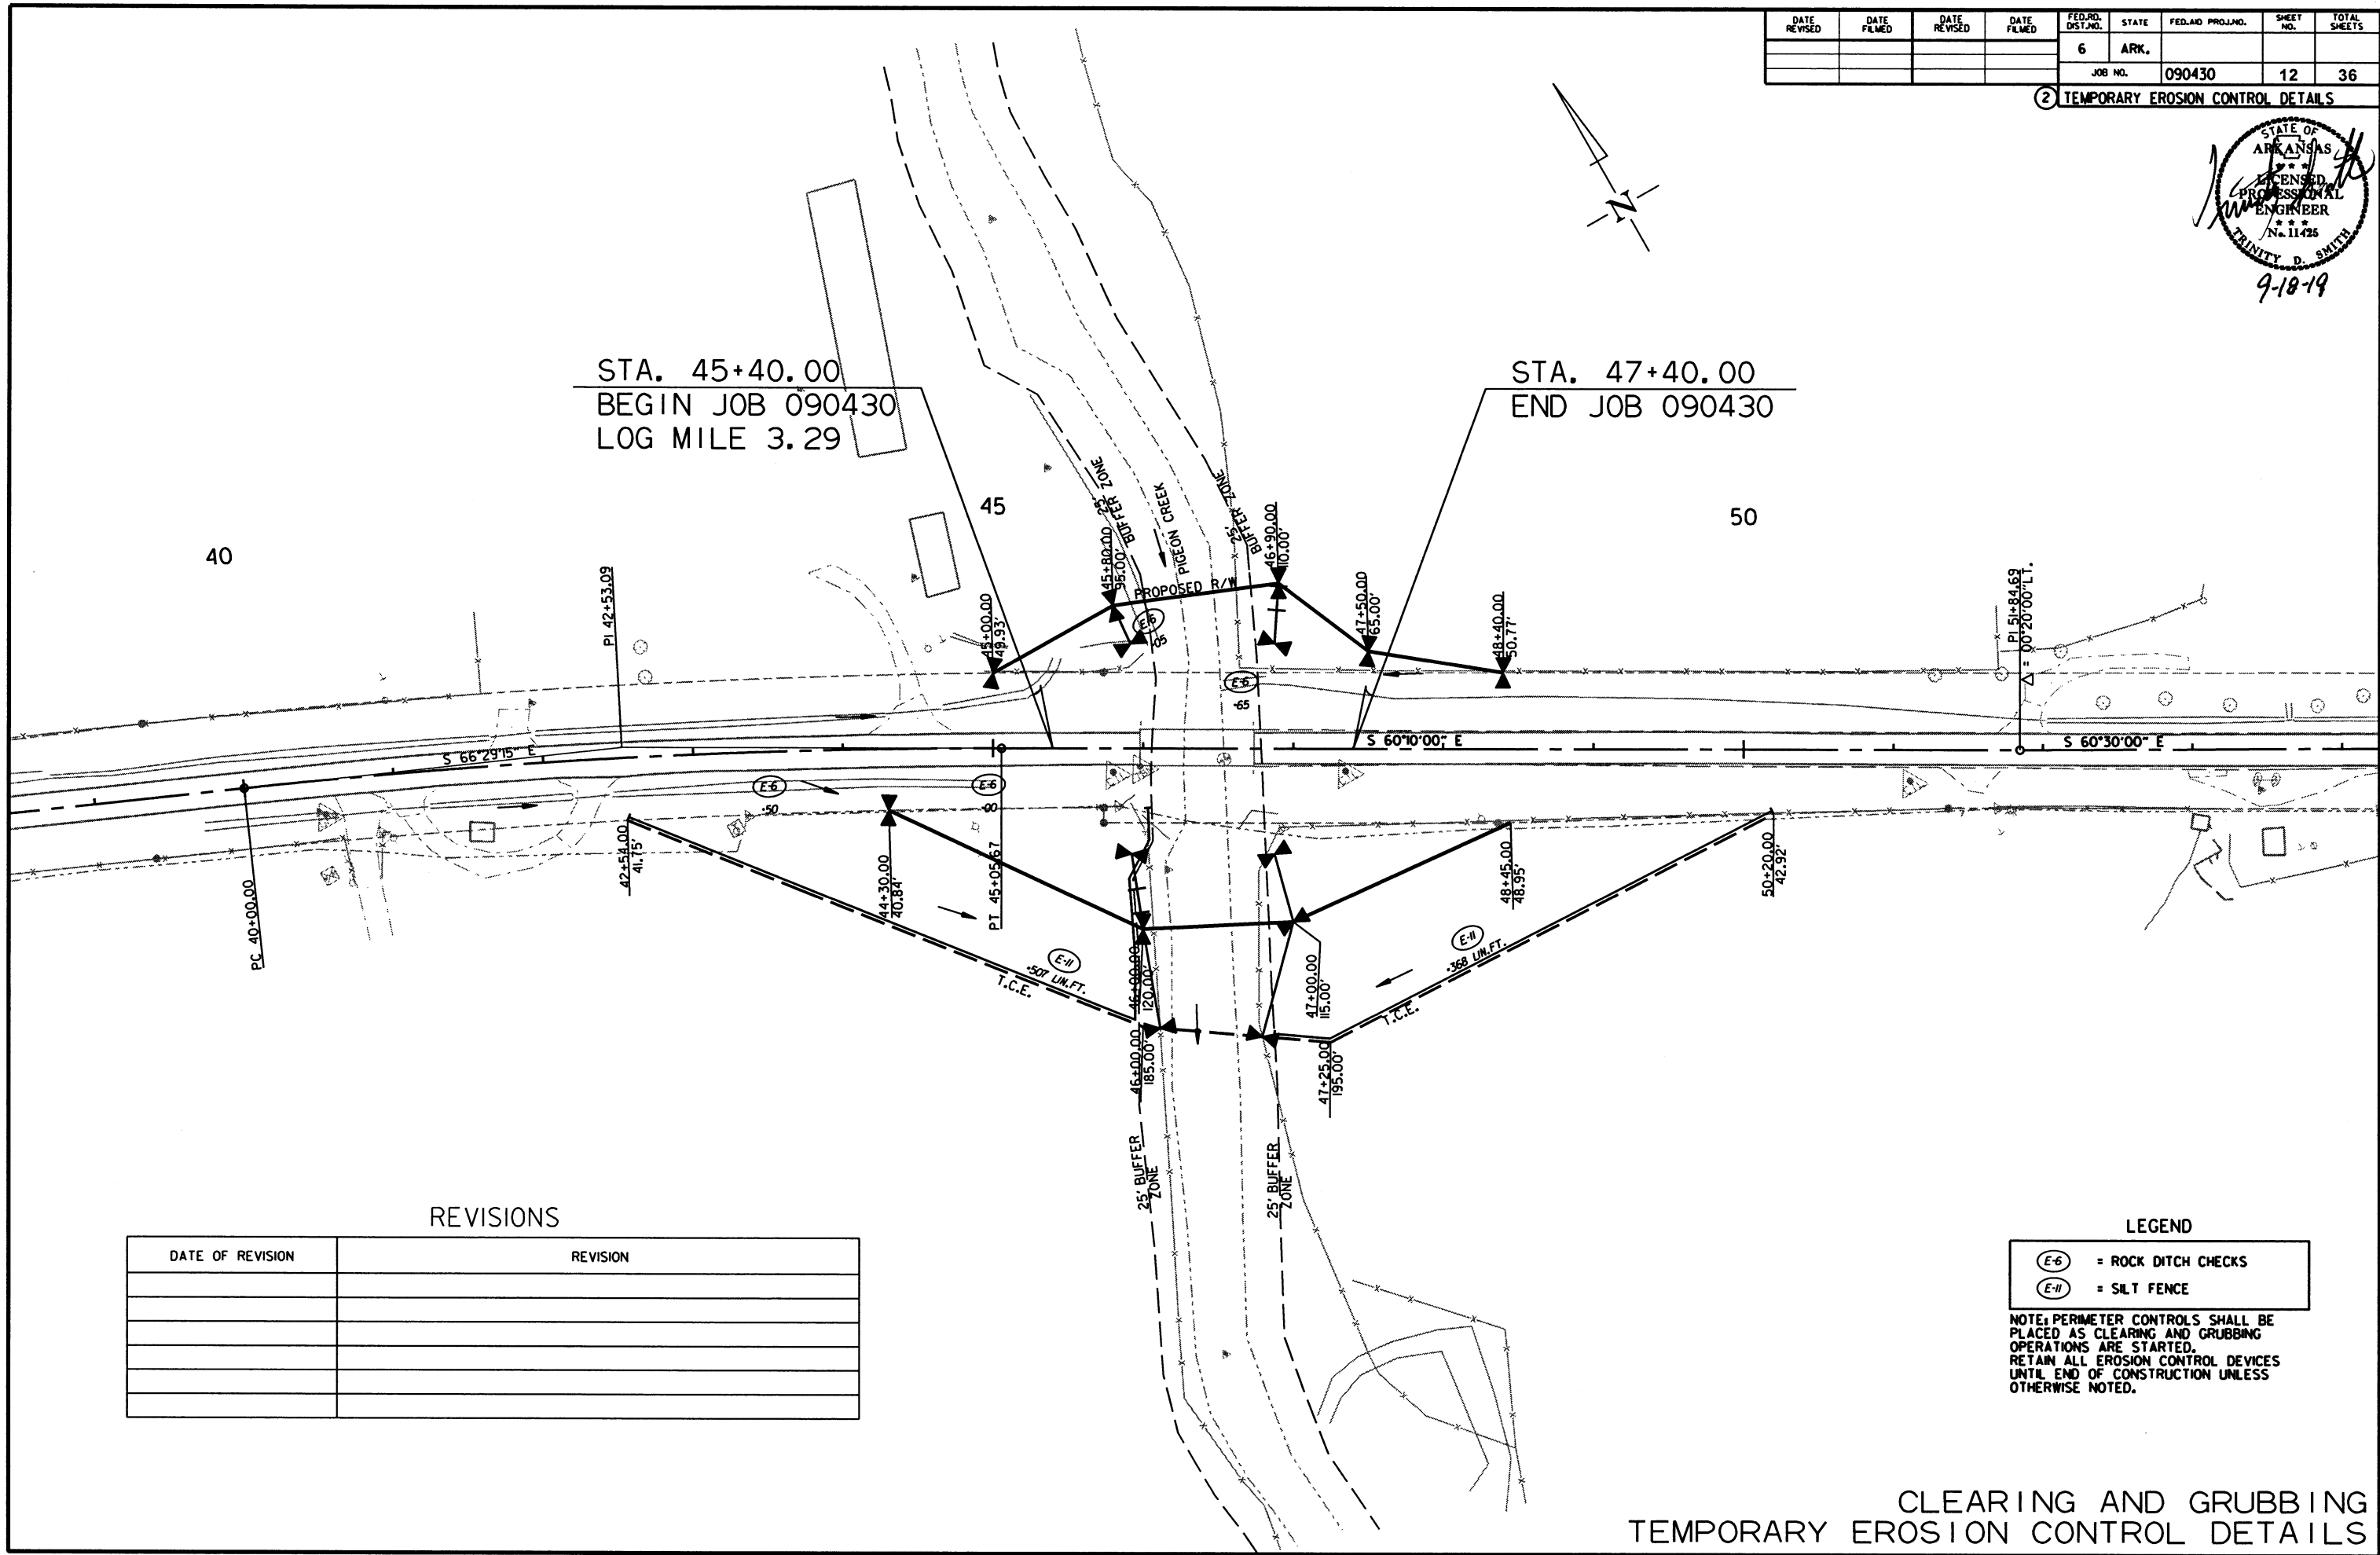 DATE REVISED
DATE FILMED
DATE REVISED
DATE FILMED
FED.RD. DIST.NO.
STATE
FED.AID PROJ.NO.
SHEET NO.
TOTAL SHEETS
6
ARK.
JOB NO.
090430
12
36
2 TEMPORARY EROSION CONTROL DETAILS
STATE OF
ARKANSAS
LICENSED
PROFESSIONAL
ENGINEER
No. 11425
TRINITY D. SMITH
9-18-19
N
STA. 45+40.00
BEGIN JOB 090430
LOG MILE 3.29
STA. 47+40.00
END JOB 090430
40
45
50
PI 42+53.09
45+00.00
49.93'
45+80.00
95.00'
25' BUFFER ZONE
PIGEON CREEK
25' BUFFER ZONE
46+90.00
110.00'
PROPOSED R/W
E-6
-05
47+50.00
65.00'
48+40.00
50.77'
PI 51+84.69
Δ = 00°20'00" LT.
E-6
-65
S 66°29'15" E
S 60°10'00" E
S 60°30'00" E
E-6
-50
E-6
-00
PC 40+00.00
42+54.00
41.75'
44+30.00
40.84'
PT 45+05.67
48+45.00
48.95'
50+20.00
42.92'
E-11
-507 LIN.FT.
T.C.E.
46+00.00
120.00'
47+00.00
115.00'
E-11
-368 LIN.FT.
T.C.E.
46+00.00
185.00'
47+25.00
195.00'
25' BUFFER
ZONE
25' BUFFER
ZONE
REVISIONS
DATE OF REVISION
REVISION
LEGEND
E-6 = ROCK DITCH CHECKS
E-11 = SILT FENCE
NOTE: PERIMETER CONTROLS SHALL BE
PLACED AS CLEARING AND GRUBBING
OPERATIONS ARE STARTED.
RETAIN ALL EROSION CONTROL DEVICES
UNTIL END OF CONSTRUCTION UNLESS
OTHERWISE NOTED.
CLEARING AND GRUBBING
TEMPORARY EROSION CONTROL DETAILS